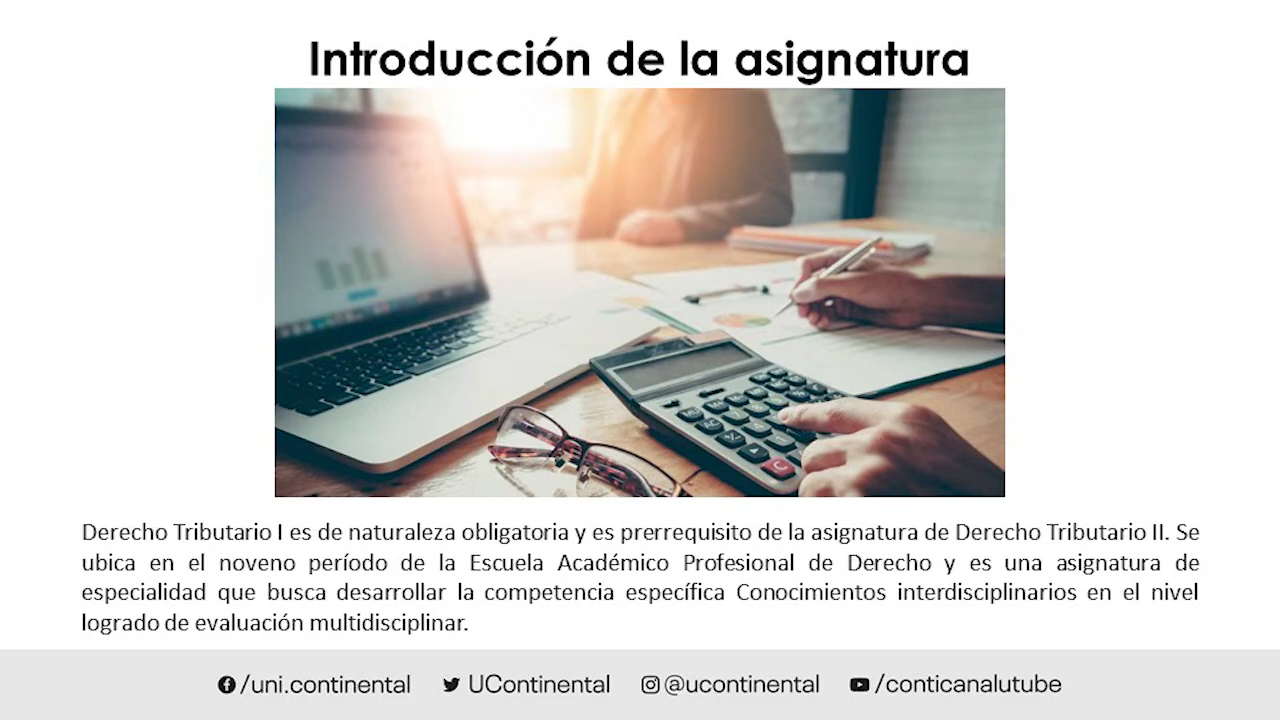 Introducción de la asignatura
Derecho Tributario I es de naturaleza obligatoria y es prerrequisito de la asignatura de Derecho Tributario II. Se
ubica en el noveno período de la Escuela Académico Profesional de Derecho y es una asignatura de
especialidad que busca desarrollar la competencia específica Conocimientos interdisciplinarios en el nivel
logrado de evaluación multidisciplinar.
/uni.continental UContinental @ucontinental /conticanalutube